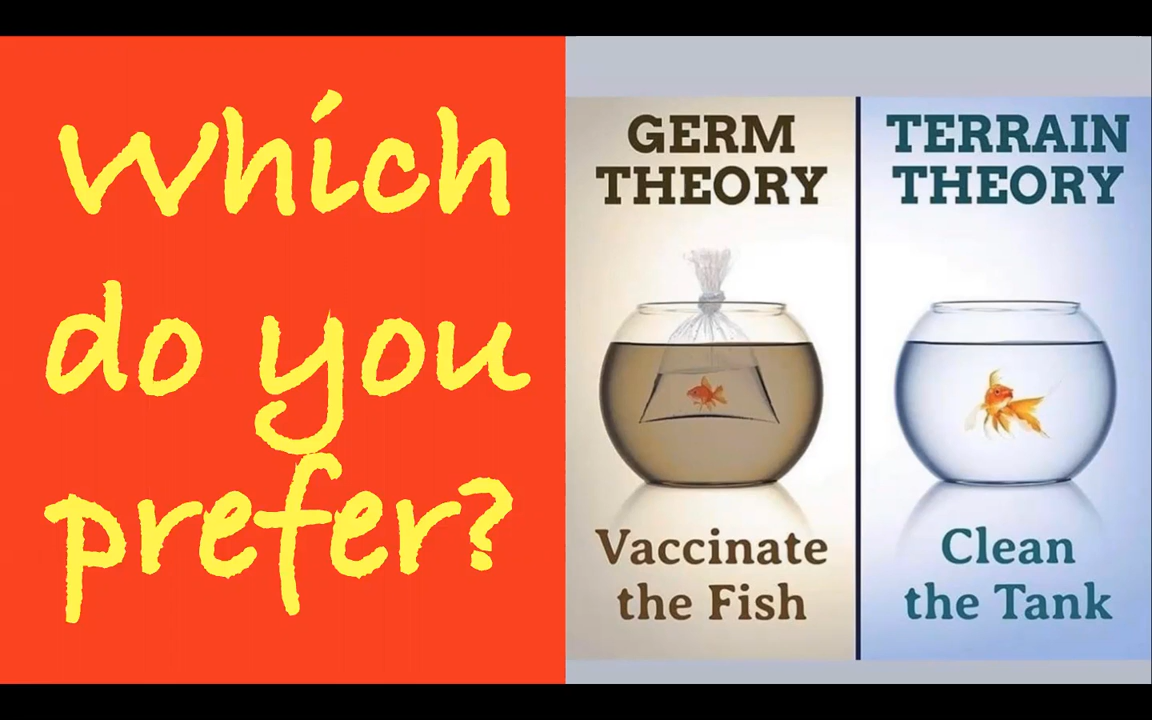 Which
do you
prefer?
GERM
THEORY
Vaccinate
the Fish
TERRAIN
THEORY
Clean
the Tank